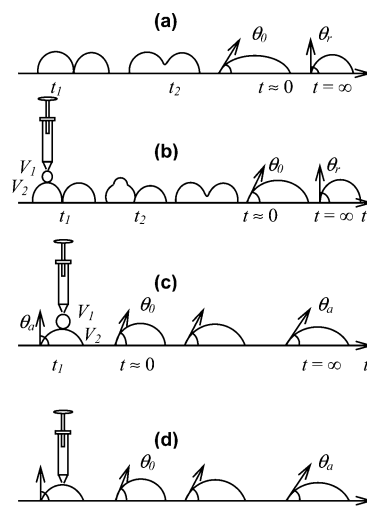 (a)
θ0 θr
t1 t2 t ≈ 0 t = ∞
(b)
V1 θ0 θr
V2
t1 t2 t ≈ 0 t = ∞ t
(c)
θa V1 θ0 θa
V2
t1 t ≈ 0 t = ∞ t
(d)
θ0 θa